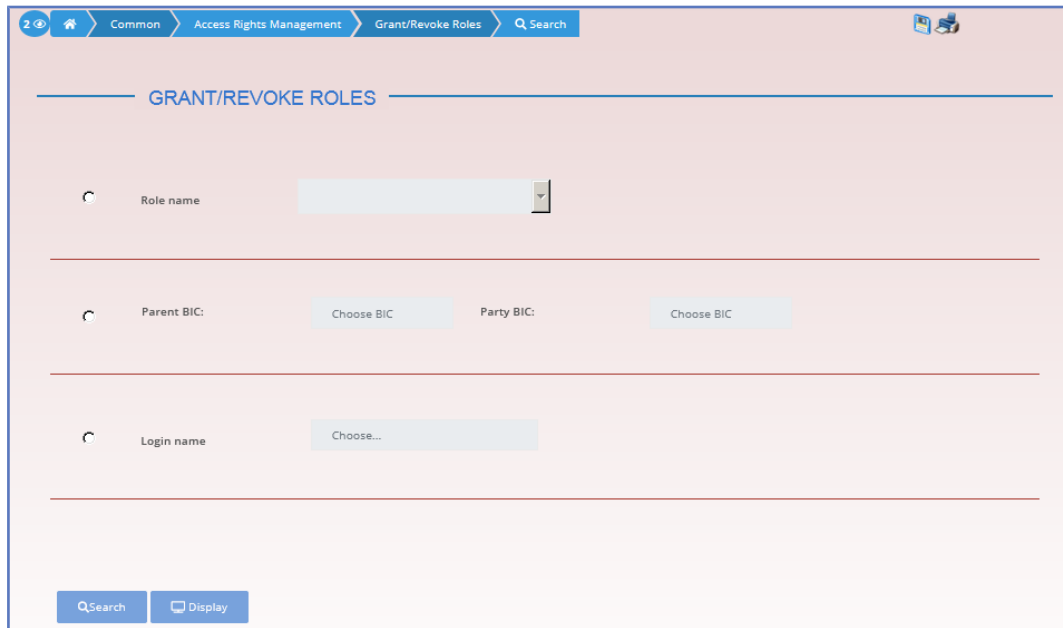 2 Common Access Rights Management Grant/Revoke Roles Search
GRANT/REVOKE ROLES
Role name
Parent BIC: Choose BIC Party BIC: Choose BIC
Login name Choose...
Search Display